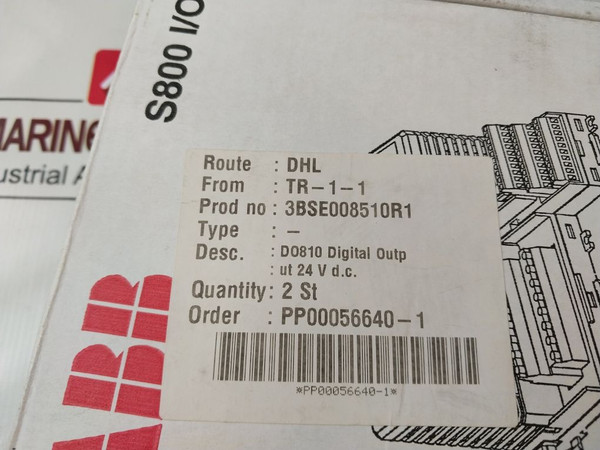 S800 I/O
MARINE
ustrial A
Route : DHL
From : TR-1-1
Prod no : 3BSE008510R1
Type : -
Desc. : DO810 Digital Outp
: ut 24 V d.c.
Quantity: 2 St
Order : PP00056640-1
*PP00056640-1*
ABB